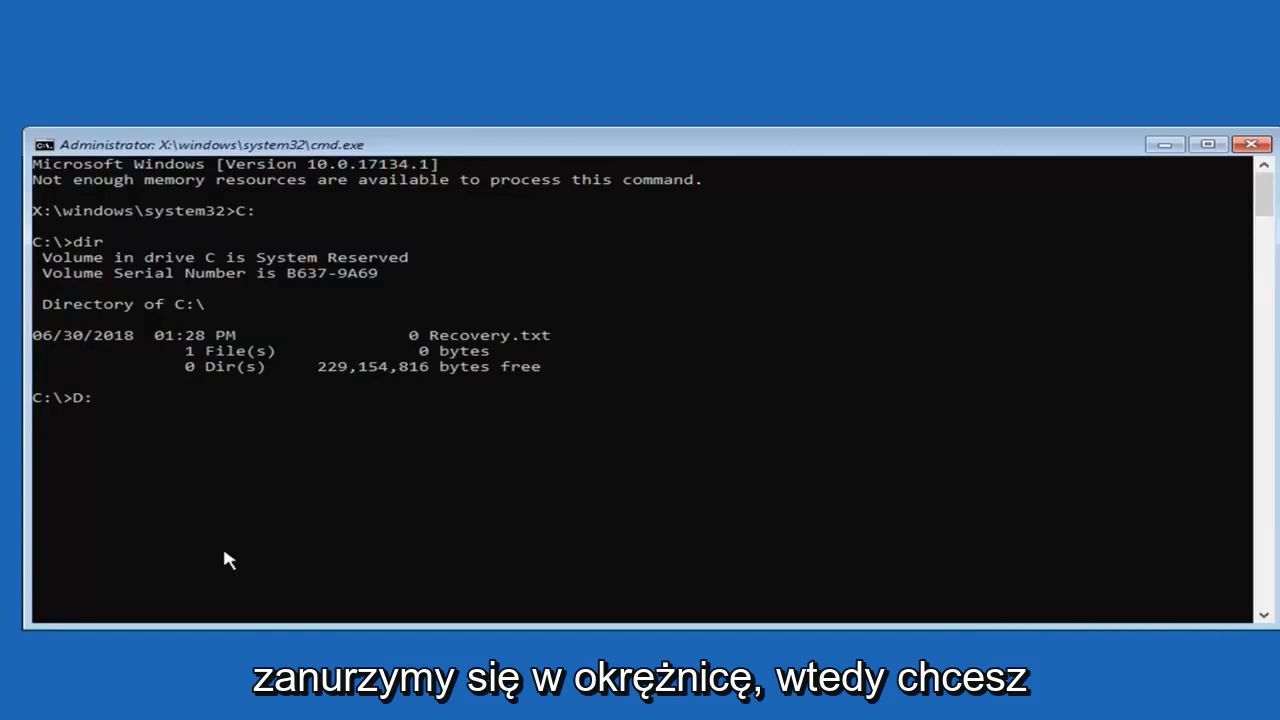 Administrator: X:\windows\system32\cmd.exe
Microsoft Windows [Version 10.0.17134.1]
Not enough memory resources are available to process this command.
X:\windows\system32>C:
C:\>dir
Volume in drive C is System Reserved
Volume Serial Number is B637-9A69
Directory of C:\
06/30/2018 01:28 PM 0 Recovery.txt
1 File(s) 0 bytes
0 Dir(s) 229,154,816 bytes free
C:\>D:
zanurzymy się w okrężnicę, wtedy chcesz